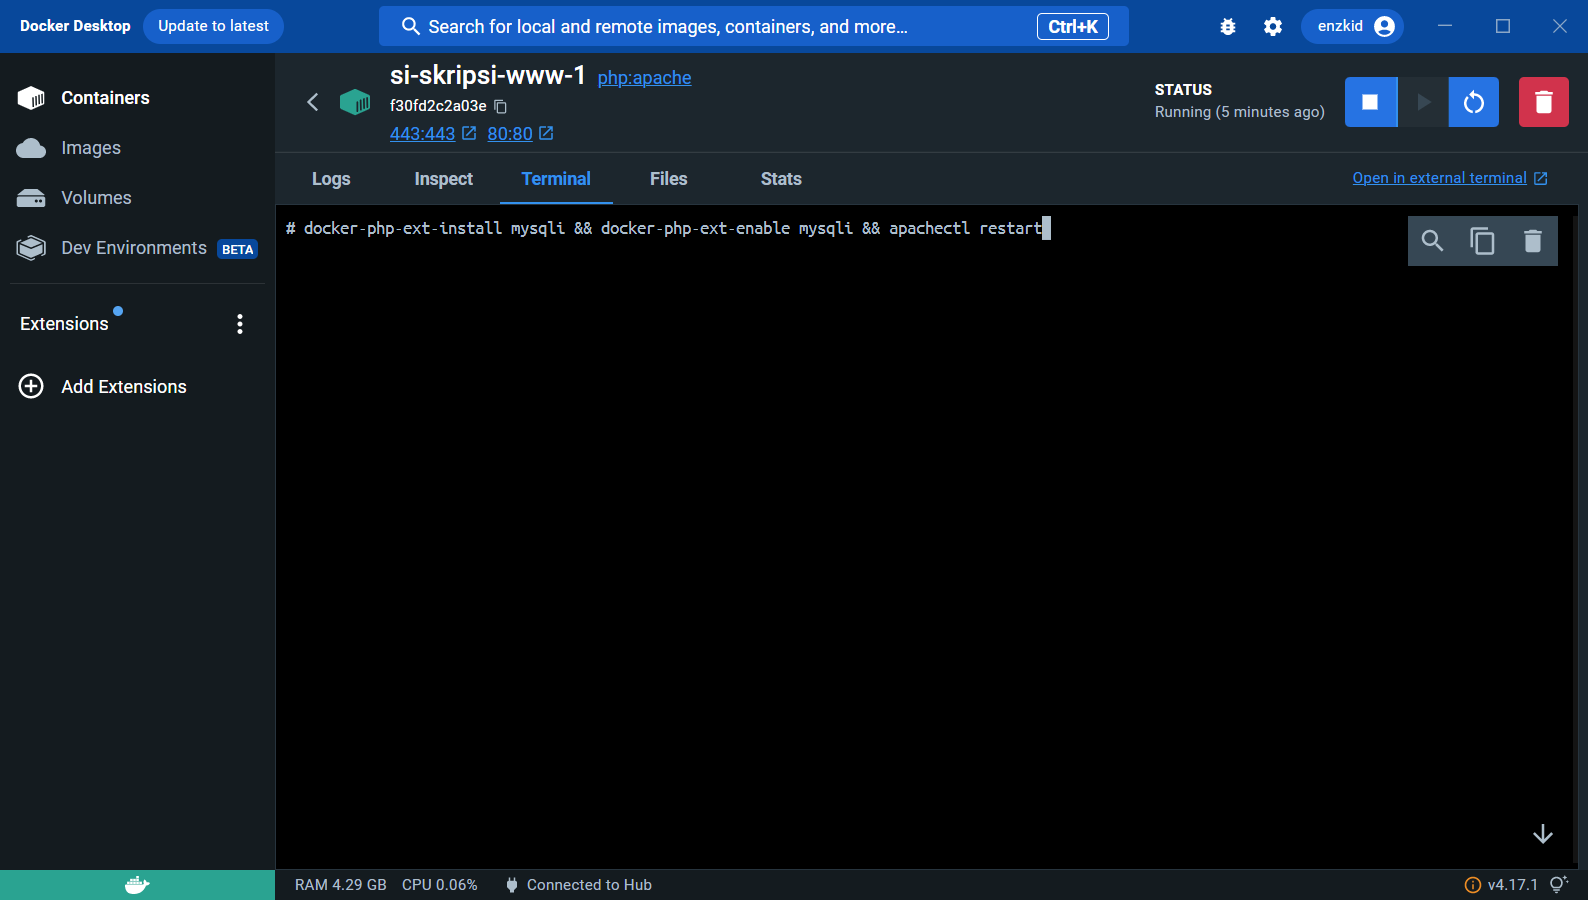 Docker Desktop
Update to latest
Search for local and remote images, containers, and more...
Ctrl+K
enzkid
Containers
Images
Volumes
Dev Environments BETA
Extensions
Add Extensions
si-skripsi-www-1 php:apache
f30fd2c2a03e
443:443 80:80
STATUS
Running (5 minutes ago)
Logs Inspect Terminal Files Stats
Open in external terminal
# docker-php-ext-install mysqli && docker-php-ext-enable mysqli && apachectl restart
RAM 4.29 GB CPU 0.06% Connected to Hub
v4.17.1